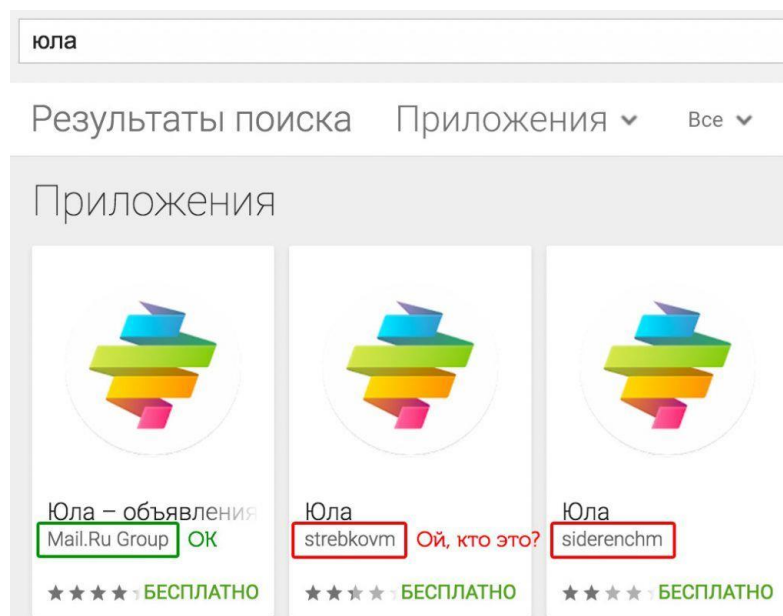 юла
Результаты поиска Приложения Все
Приложения
Юла – объявления Юла Юла
Mail.Ru Group OK strebkovm Ой, кто это? siderenchm
БЕСПЛАТНО БЕСПЛАТНО БЕСПЛАТНО